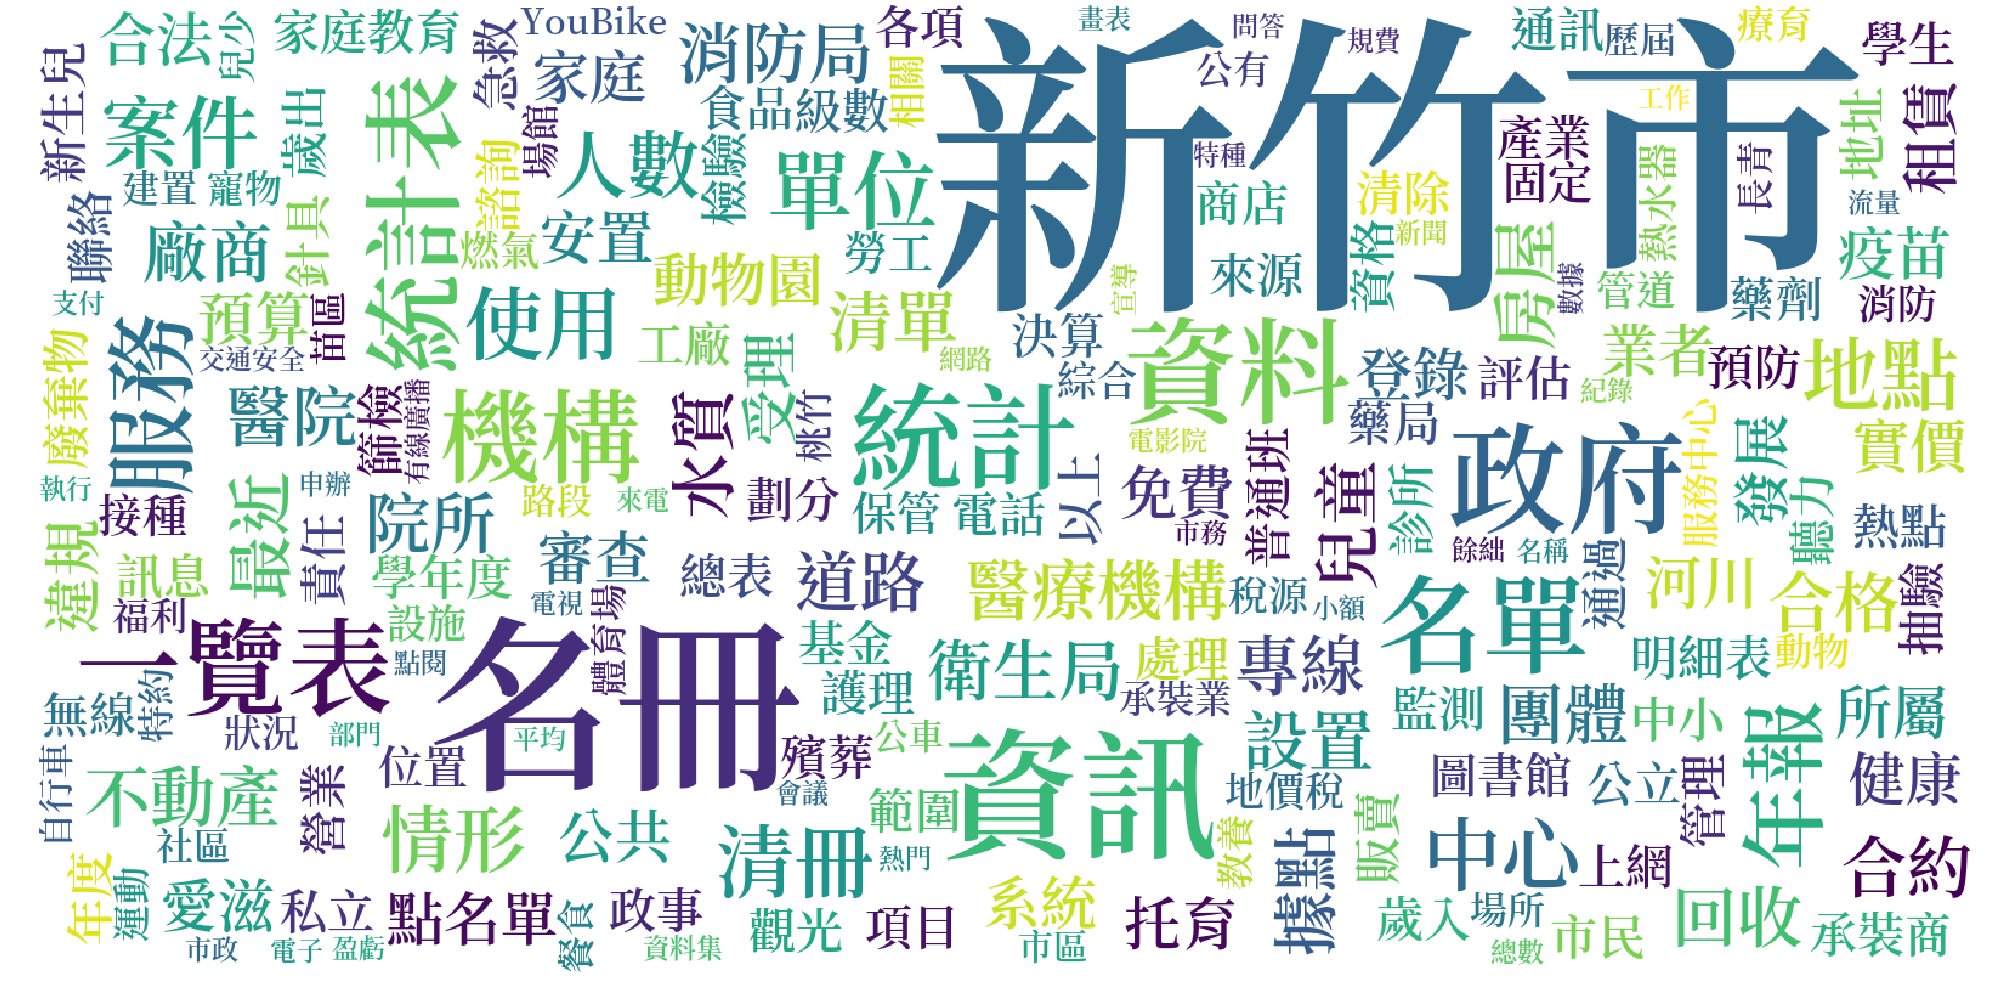 新竹市
名冊
資訊
資料
統計
政府
機構
統計表
一覽表
名單
服務
單位
案件
地點
年報
中心
清冊
使用
人數
情形
合法
兒少
家庭教育
急救
YouBike
家庭
消防局
各項
畫表
問答
規費
通訊
歷屆
療育
學生
新生兒
歲出
場館
食品級數
相關
公有
工作
租賃
地址
產業
固定
熱水器
長青
流量
特種
建置
寵物
針具
諮詢
檢驗
商店
清除
資格
新聞
房屋
數據
管道
疫苗
藥劑
消防
聯絡
廠商
燃氣
安置
動物園
勞工
來源
宣導
支付
預算
苗區
工廠
清單
決算
綜合
網路
業者
預防
交通安全
廢棄物
醫院
篩檢
有線廣播
水質
受理
桃竹
登錄
評估
紀錄
藥局
電影院
服務中心
發展
實價
執行
申辦
接種
最近
院所
路段
來電
劃分
保管
電話
以上
免費
市務
普通班
兒童
診所
餘絀
名稱
聽力
熱點
違規
訊息
責任
審查
學年度
總表
道路
醫療機構
稅源
小額
通過
河川
合格
抽驗
福利
設施
電視
體育場
點閱
基金
護理
衛生局
處理
承裝業
專線
明細表
動物
無線
特約
狀況
部門
平均
位置
殯葬
公車
設置
監測
團體
中小
所屬
自行車
不動產
營業
會議
範圍
地價稅
圖書館
公立
管理
健康
社區
公共
熱門
教養
據點
販賣
上網
合約
年度
運動
愛滋
私立
點名單
政事
餐食
觀光
項目
系統
托育
歲入
場所
市民
回收
承裝商
市政
電子
盈虧
資料集
市區
總數